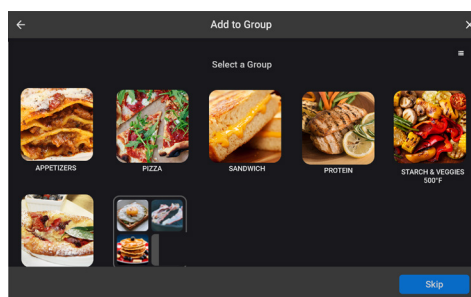 Add to Group
Select a Group
APPETIZERS
PIZZA
SANDWICH
PROTEIN
STARCH & VEGGIES
500°F
Skip